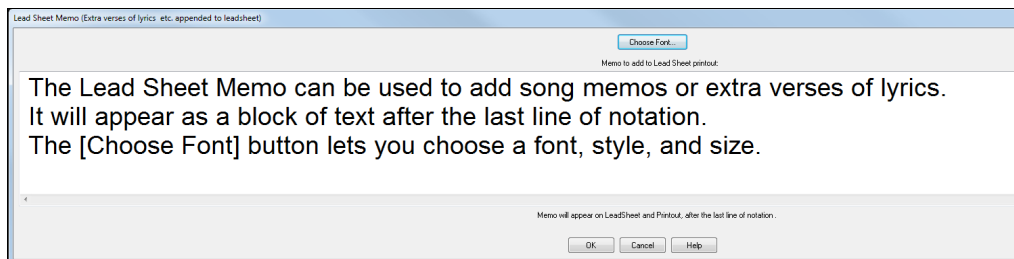 Lead Sheet Memo (Extra verses of lyrics etc. appended to leadsheet)
Choose Font...
Memo to add to Lead Sheet printout:
The Lead Sheet Memo can be used to add song memos or extra verses of lyrics.
It will appear as a block of text after the last line of notation.
The [Choose Font] button lets you choose a font, style, and size.
Memo will appear on LeadSheet and Printout, after the last line of notation.
OK Cancel Help